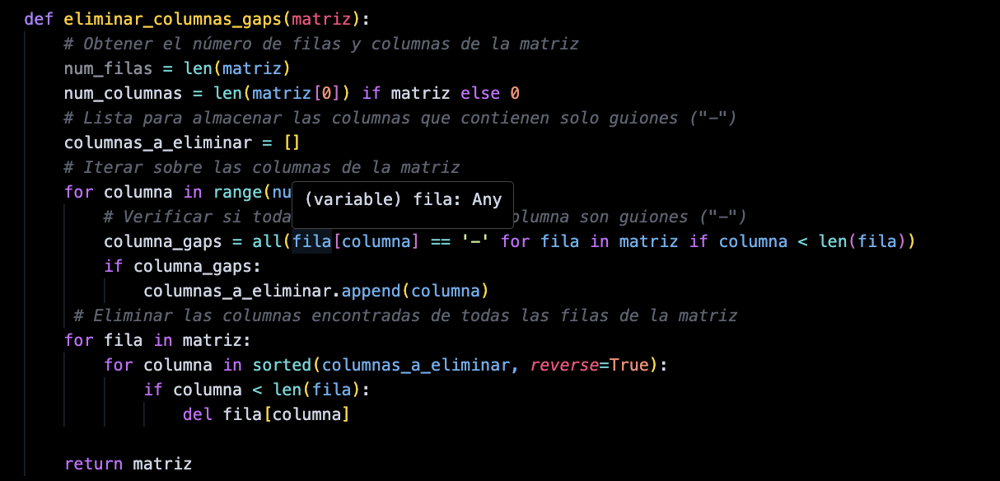 def eliminar_columnas_gaps(matriz):
    # Obtener el número de filas y columnas de la matriz
    num_filas = len(matriz)
    num_columnas = len(matriz[0]) if matriz else 0
    # Lista para almacenar las columnas que contienen solo guiones ("-")
    columnas_a_eliminar = []
    # Iterar sobre las columnas de la matriz
    for columna in range(nu
(variable) fila: Any
        # Verificar si toda olumna son guiones ("-")
        columna_gaps = all(fila[columna] == '-' for fila in matriz if columna < len(fila))
        if columna_gaps:
            columnas_a_eliminar.append(columna)
     # Eliminar las columnas encontradas de todas las filas de la matriz
    for fila in matriz:
        for columna in sorted(columnas_a_eliminar, reverse=True):
            if columna < len(fila):
                del fila[columna]
    return matriz